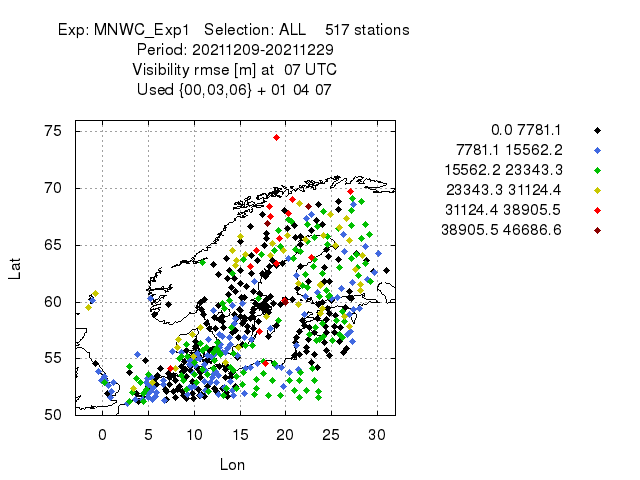 Exp: MNWC_Exp1   Selection: ALL    517 stations
Period: 20211209-20211229
Visibility rmse [m] at  07 UTC
Used {00,03,06} + 01 04 07
0.0 7781.1
7781.1 15562.2
15562.2 23343.3
23343.3 31124.4
31124.4 38905.5
38905.5 46686.6
75
70
65
60
55
50
Lat
0 5 10 15 20 25 30
Lon